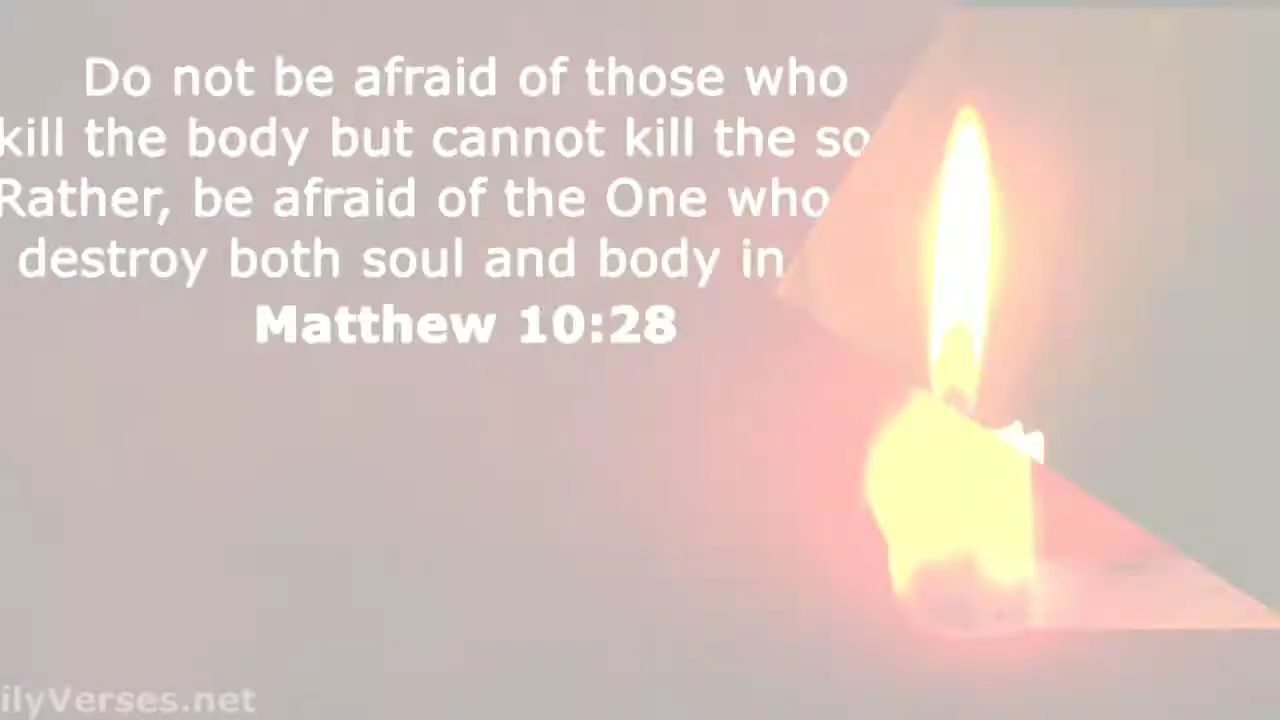 Do not be afraid of those who
kill the body but cannot kill the so
Rather, be afraid of the One who
destroy both soul and body in
Matthew 10:28
ilyVerses.net